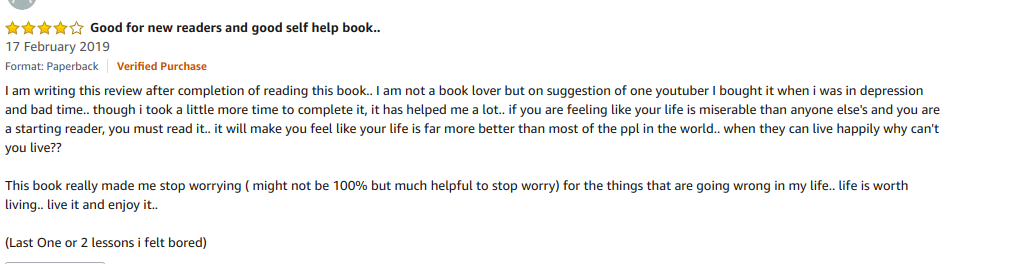 Good for new readers and good self help book..
17 February 2019
Format: Paperback Verified Purchase
I am writing this review after completion of reading this book.. I am not a book lover but on suggestion of one youtuber I bought it when i was in depression
and bad time.. though i took a little more time to complete it, it has helped me a lot.. if you are feeling like your life is miserable than anyone else's and you are
a starting reader, you must read it.. it will make you feel like your life is far more better than most of the ppl in the world.. when they can live happily why can't
you live??
This book really made me stop worrying ( might not be 100% but much helpful to stop worry) for the things that are going wrong in my life.. life is worth
living.. live it and enjoy it..
(Last One or 2 lessons i felt bored)